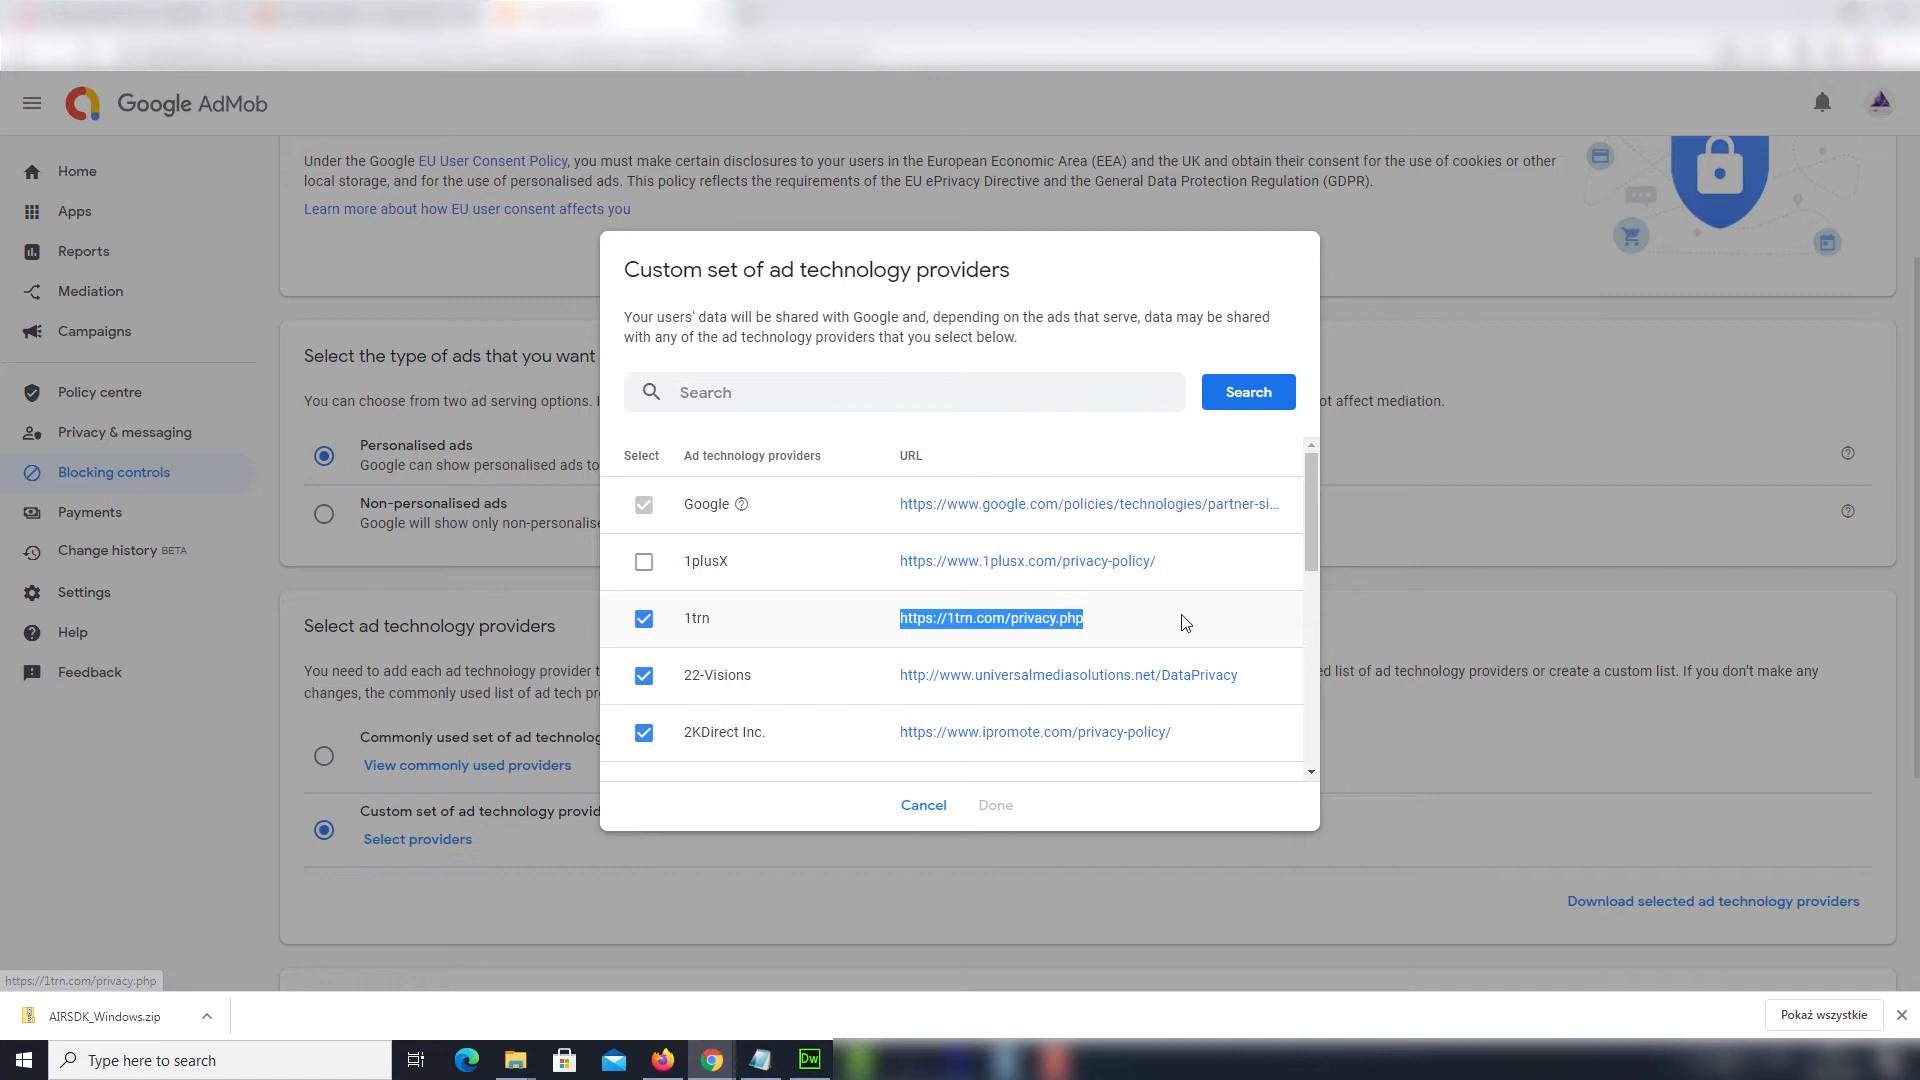 Google AdMob
Home
Apps
Reports
Mediation
Campaigns
Policy centre
Privacy & messaging
Blocking controls
Payments
Change history BETA
Settings
Help
Feedback
Under the Google EU User Consent Policy, you must make certain disclosures to your users in the European Economic Area (EEA) and the UK and obtain their consent for the use of cookies or other
local storage, and for the use of personalised ads. This policy reflects the requirements of the EU ePrivacy Directive and the General Data Protection Regulation (GDPR).
Learn more about how EU user consent affects you
Select the type of ads that you want
You can choose from two ad serving options. I
ot affect mediation.
Personalised ads
Google can show personalised ads to
Non-personalised ads
Google will show only non-personalise
Select ad technology providers
You need to add each ad technology provider t
ed list of ad technology providers or create a custom list. If you don't make any
changes, the commonly used list of ad tech pr
Commonly used set of ad technolog
View commonly used providers
Custom set of ad technology provid
Select providers
Download selected ad technology providers
Custom set of ad technology providers
Your users' data will be shared with Google and, depending on the ads that serve, data may be shared
with any of the ad technology providers that you select below.
Search
Search
Select Ad technology providers URL
Google https://www.google.com/policies/technologies/partner-si...
1plusX https://www.1plusx.com/privacy-policy/
1trn https://1trn.com/privacy.php
22-Visions http://www.universalmediasolutions.net/DataPrivacy
2KDirect Inc. https://www.ipromote.com/privacy-policy/
Cancel Done
https://1trn.com/privacy.php
AIRSDK_Windows.zip
Pokaż wszystkie
Type here to search
Dw